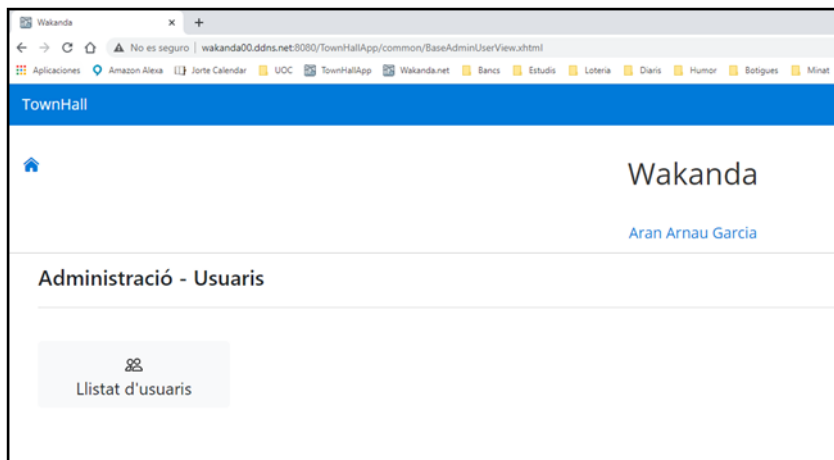 Wakanda
No es seguro | wakanda00.ddns.net:8080/TownHallApp/common/BaseAdminUserView.xhtml
Aplicaciones Amazon Alexa Jorte Calendar UOC TownHallApp Wakanda.net Bancs Estudis Loteria Diaris Humor Botigues Minat
TownHall
Wakanda
Aran Arnau Garcia
Administració - Usuaris
Llistat d'usuaris